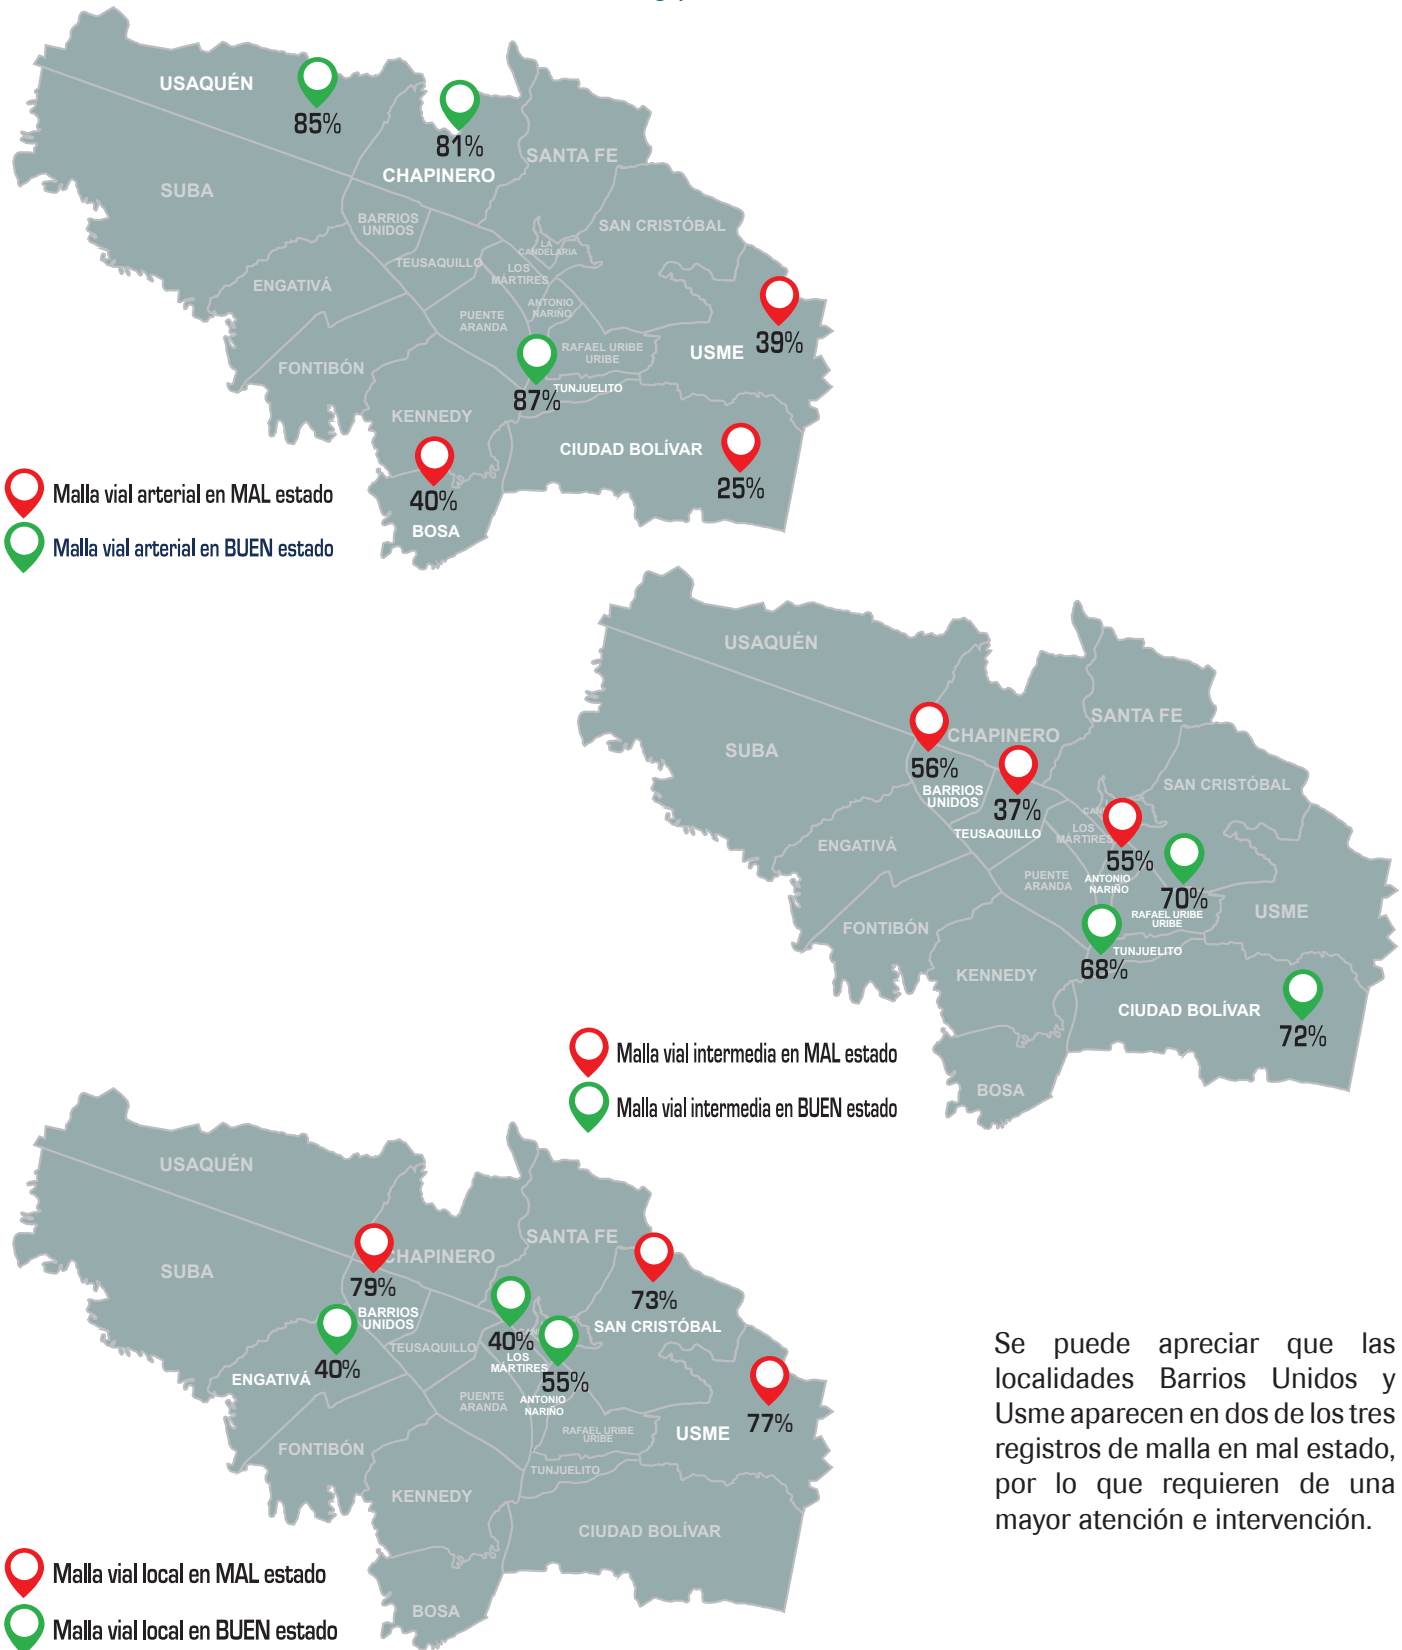 USAQUÉN
85%
81%
CHAPINERO
SANTA FE
SUBA
BARRIOS
UNIDOS
SAN CRISTÓBAL
LA
CANDELARIA
TEUSAQUILLO
LOS
MÁRTIRES
ENGATIVÁ
ANTONIO
NARIÑO
PUENTE
ARANDA
39%
USME
RAFAEL URIBE
URIBE
FONTIBÓN
87%
TUNJUELITO
KENNEDY
CIUDAD BOLÍVAR
25%
40%
BOSA
Malla vial arterial en MAL estado
Malla vial arterial en BUEN estado
USAQUÉN
SANTA FE
CHAPINERO
SUBA
56%
BARRIOS
UNIDOS
37%
TEUSAQUILLO
SAN CRISTÓBAL
LOS
MÁRTIRES
ENGATIVÁ
55%
ANTONIO
NARIÑO
PUENTE
ARANDA
70%
RAFAEL URIBE
URIBE
USME
FONTIBÓN
TUNJUELITO
68%
KENNEDY
CIUDAD BOLÍVAR
72%
BOSA
Malla vial intermedia en MAL estado
Malla vial intermedia en BUEN estado
USAQUÉN
SANTA FE
CHAPINERO
SUBA
79%
BARRIOS
UNIDOS
73%
SAN CRISTÓBAL
40%
LOS
MÁRTIRES
TEUSAQUILLO
ENGATIVÁ
40%
55%
ANTONIO
NARIÑO
PUENTE
ARANDA
77%
USME
RAFAEL URIBE
URIBE
FONTIBÓN
TUNJUELITO
KENNEDY
CIUDAD BOLÍVAR
BOSA
Malla vial local en MAL estado
Malla vial local en BUEN estado
Se puede apreciar que las
localidades Barrios Unidos y
Usme aparecen en dos de los tres
registros de malla en mal estado,
por lo que requieren de una
mayor atención e intervención.